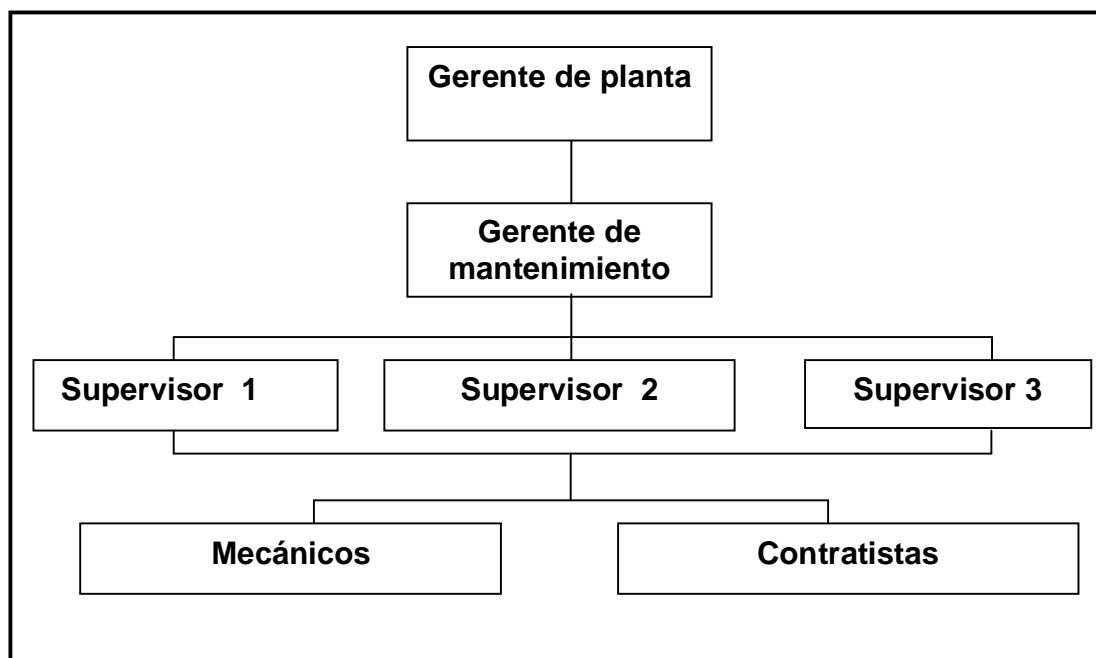 Gerente de planta
Gerente de
mantenimiento
Supervisor 1
Supervisor 2
Supervisor 3
Mecánicos
Contratistas